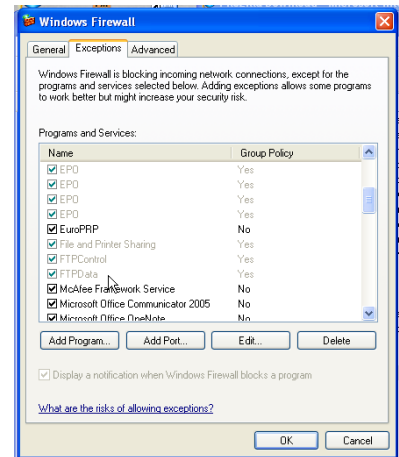 Windows Firewall
General Exceptions Advanced
Windows Firewall is blocking incoming network connections, except for the
programs and services selected below. Adding exceptions allows some programs
to work better but might increase your security risk.
Programs and Services:
Name Group Policy
EPO Yes
EPO Yes
EPO Yes
EPO Yes
EuroPRP No
File and Printer Sharing Yes
FTPControl Yes
FTPData Yes
McAfee Framework Service No
Microsoft Office Communicator 2005 No
Microsoft Office OneNote No
Add Program... Add Port... Edit... Delete
Display a notification when Windows Firewall blocks a program
What are the risks of allowing exceptions?
OK Cancel